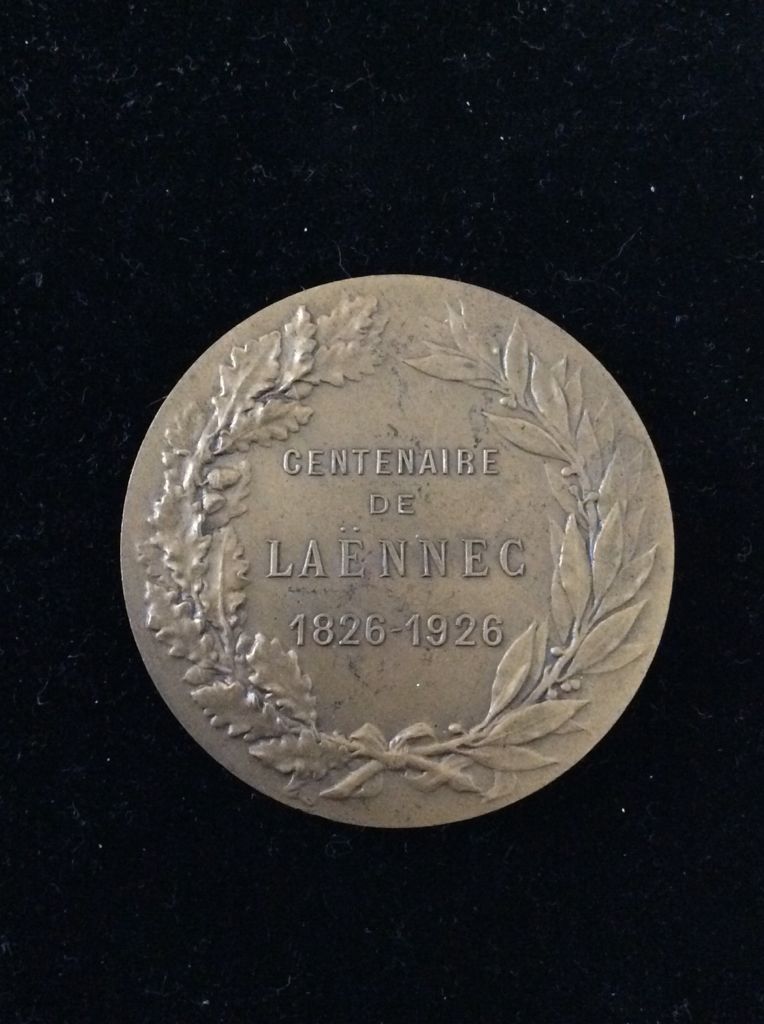 CENTENAIRE
DE
LAËNNEC
1826-1926